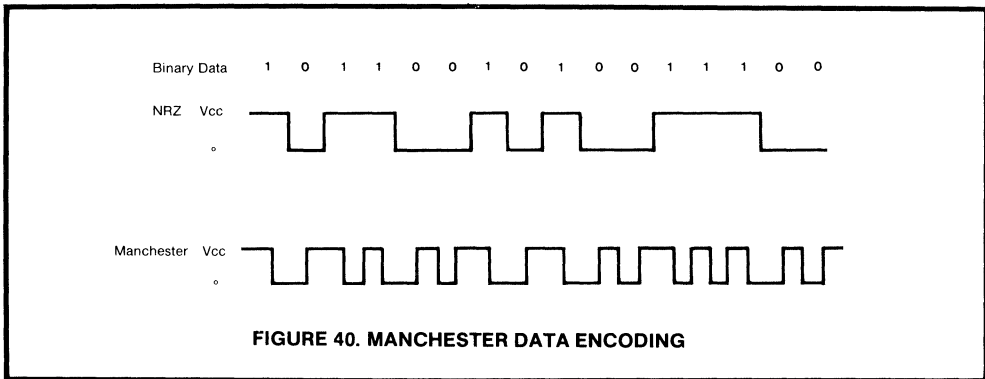 Binary Data 1 0 1 1 0 0 1 0 1 0 0 1 1 1 0 0
NRZ Vcc
o
Manchester Vcc
o
FIGURE 40. MANCHESTER DATA ENCODING